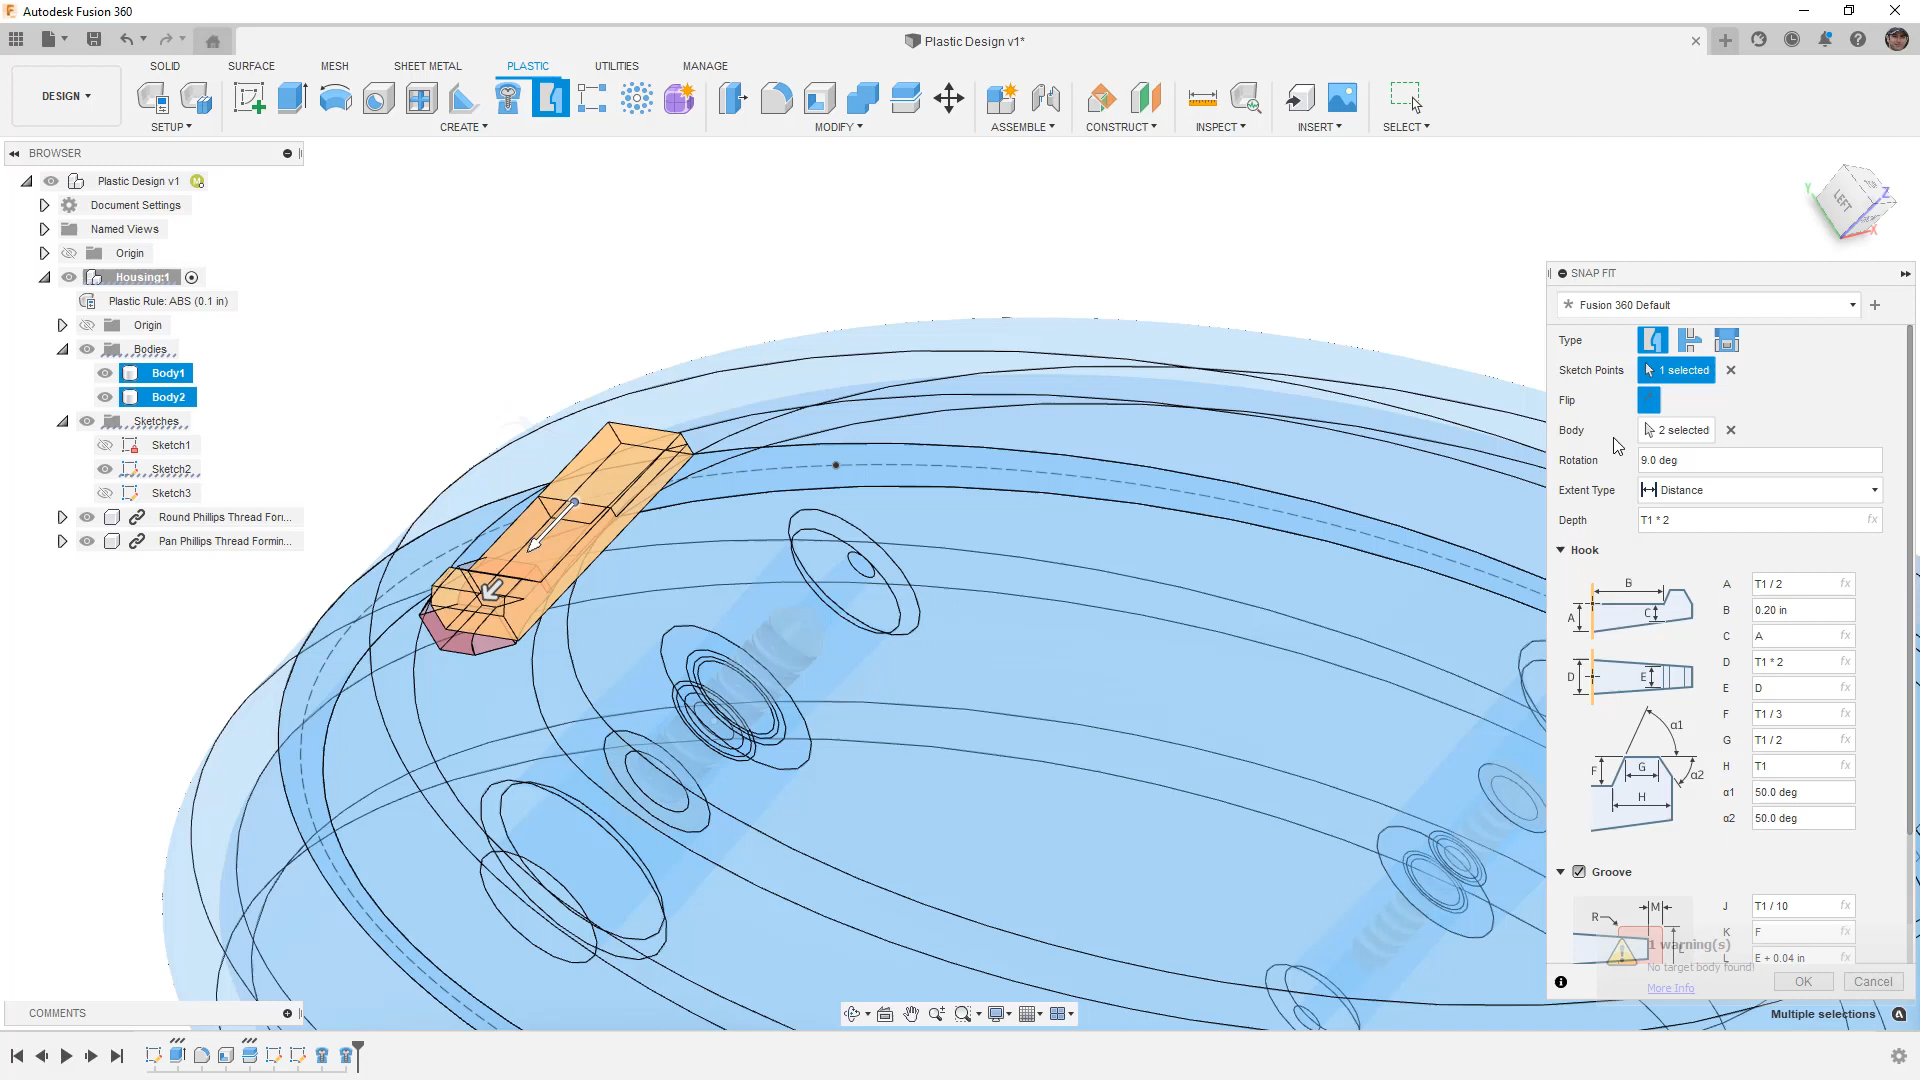 Autodesk Fusion 360
Plastic Design v1*
SOLID SURFACE MESH SHEET METAL PLASTIC UTILITIES MANAGE
DESIGN
SETUP CREATE MODIFY ASSEMBLE CONSTRUCT INSPECT INSERT SELECT
BROWSER
Plastic Design v1
M
Document Settings
Named Views
Origin
Housing:1
Plastic Rule: ABS (0.1 in)
Origin
Bodies
Body1
Body2
Sketches
Sketch1
Sketch2
Sketch3
Round Phillips Thread Forr...
Pan Phillips Thread Formin...
LEFT
Y
Z
X
SNAP FIT
* Fusion 360 Default
Type
Sketch Points 1 selected
Flip
Body 2 selected
Rotation 9.0 deg
Extent Type Distance
Depth T1 * 2 fx
Hook
A T1 / 2 fx
B 0.20 in
C A fx
D T1 * 2 fx
E D fx
F T1 / 3 fx
G T1 / 2 fx
H T1 fx
α1 50.0 deg
α2 50.0 deg
B
A
C
D
E
α1
F
G
α2
H
Groove
J T1 / 10 fx
K F fx
L E + 0.04 in fx
R
M
L
1 warning(s)
No target body found!
More Info
OK Cancel
COMMENTS
Multiple selections